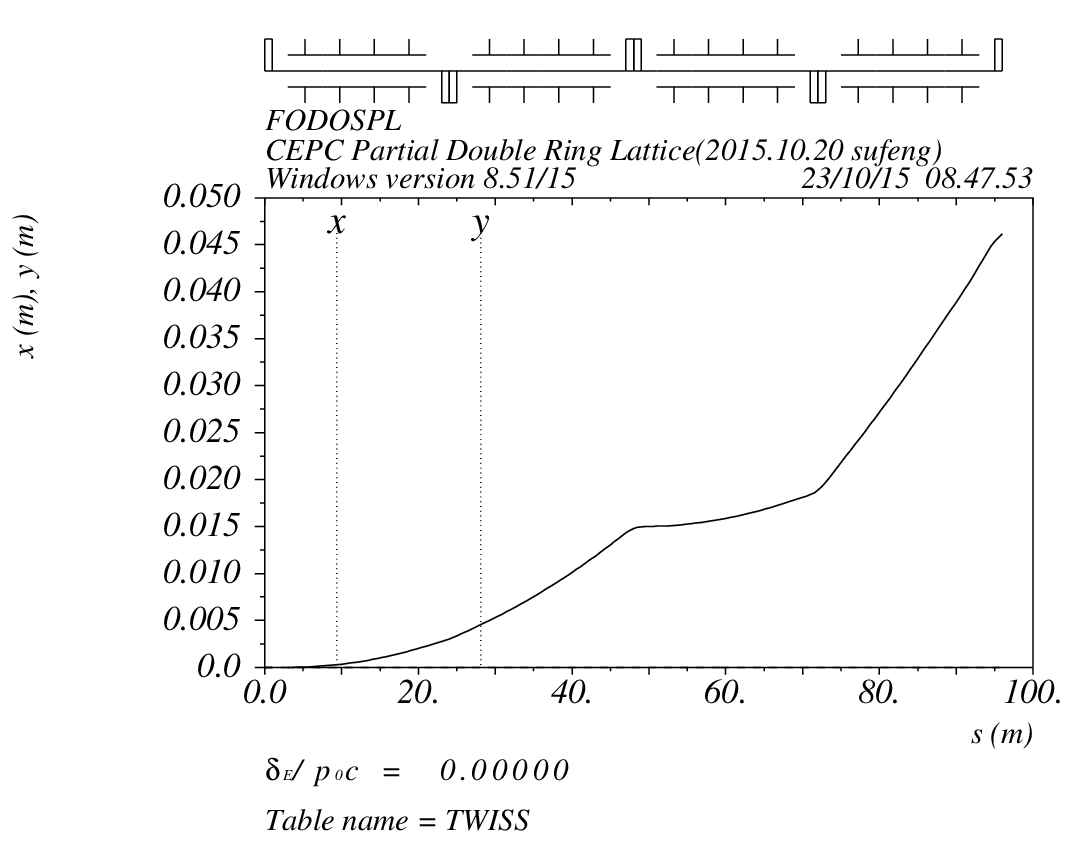 FODOSPL
CEPC Partial Double Ring Lattice(2015.10.20 sufeng)
Windows version 8.51/15 23/10/15 08.47.53
x (m), y (m)
0.050
0.045
0.040
0.035
0.030
0.025
0.020
0.015
0.010
0.005
0.0
x y
0.0 20. 40. 60. 80. 100.
s (m)
δE/ p0c = 0.00000
Table name = TWISS